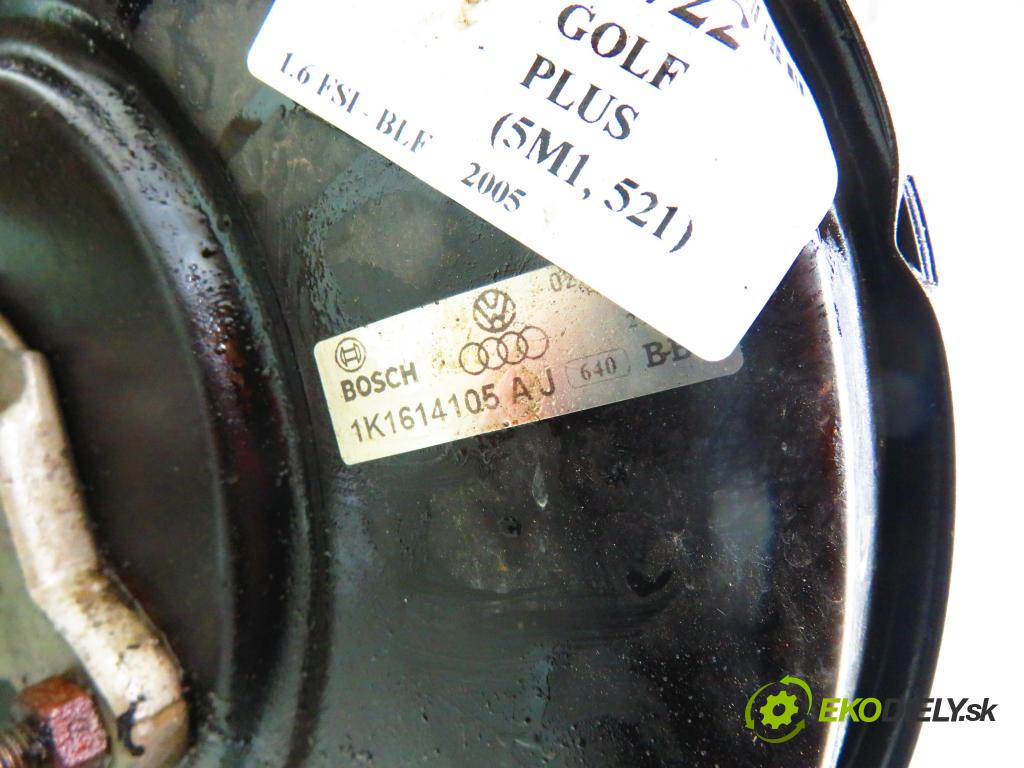 GOLF
PLUS
(5M1, 521)
1.6 FSI - BLF 2005
BOSCH
1K1614105 AJ 640
EKODIELY.sk